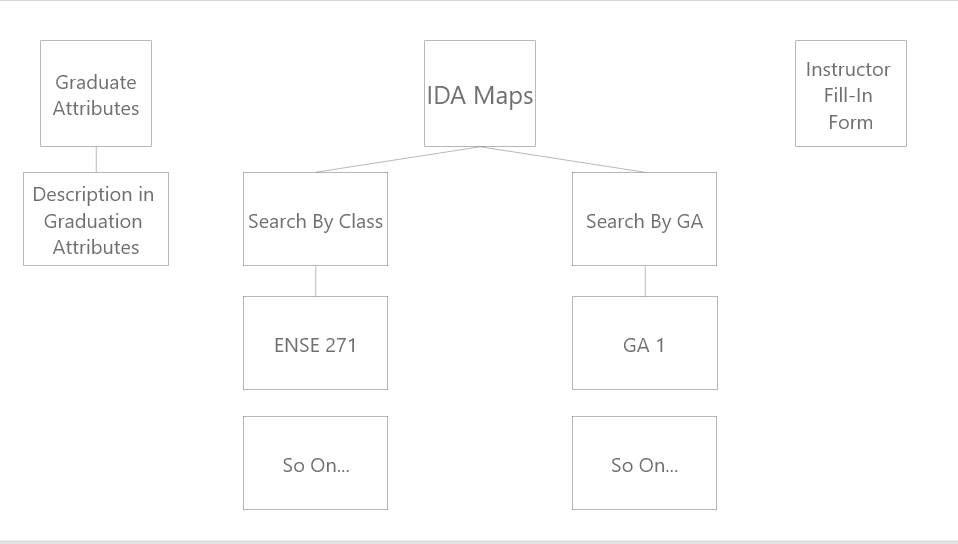 Graduate
Attributes
IDA Maps
Instructor
Fill-In
Form
Description in
Graduation
Attributes
Search By Class
Search By GA
ENSE 271
GA 1
So On...
So On...